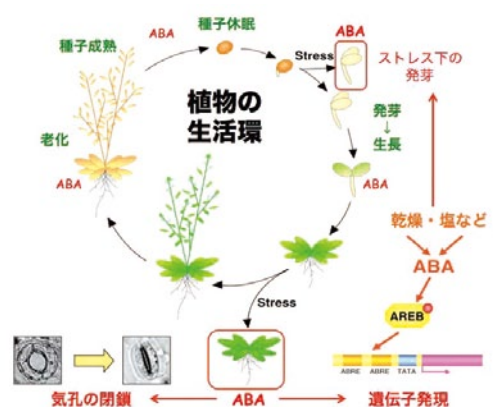 ABA
種子休眠
種子成熟
Stress
ABA
ストレス下の
発芽
植物の
生活環
発芽
↓
生長
老化
ABA
ABA
乾燥・塩など
ABA
AREB
Stress
ABRE ABRE TATA
気孔の閉鎖
ABA
遺伝子発現